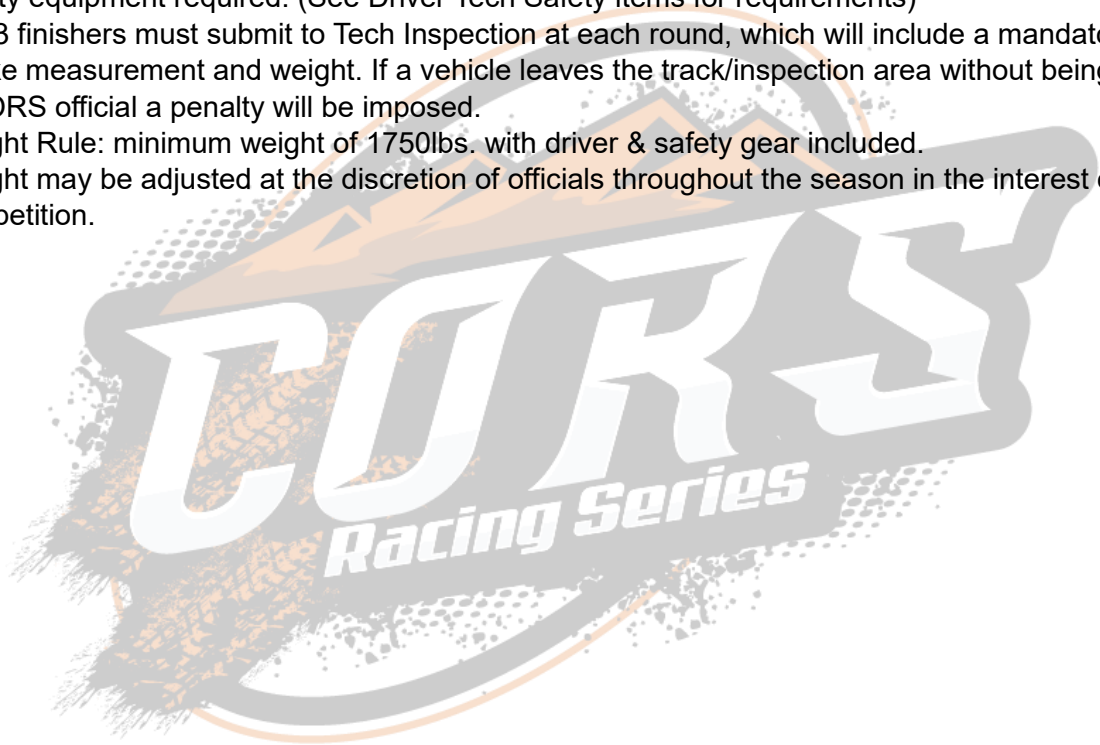 ty equipment required. (See Driver Tech Safety items for requirements)
3 finishers must submit to Tech Inspection at each round, which will include a mandato
ke measurement and weight. If a vehicle leaves the track/inspection area without being
ORS official a penalty will be imposed.
ght Rule: minimum weight of 1750lbs. with driver & safety gear included.
ght may be adjusted at the discretion of officials throughout the season in the interest o
petition.
CORS
Racing Series